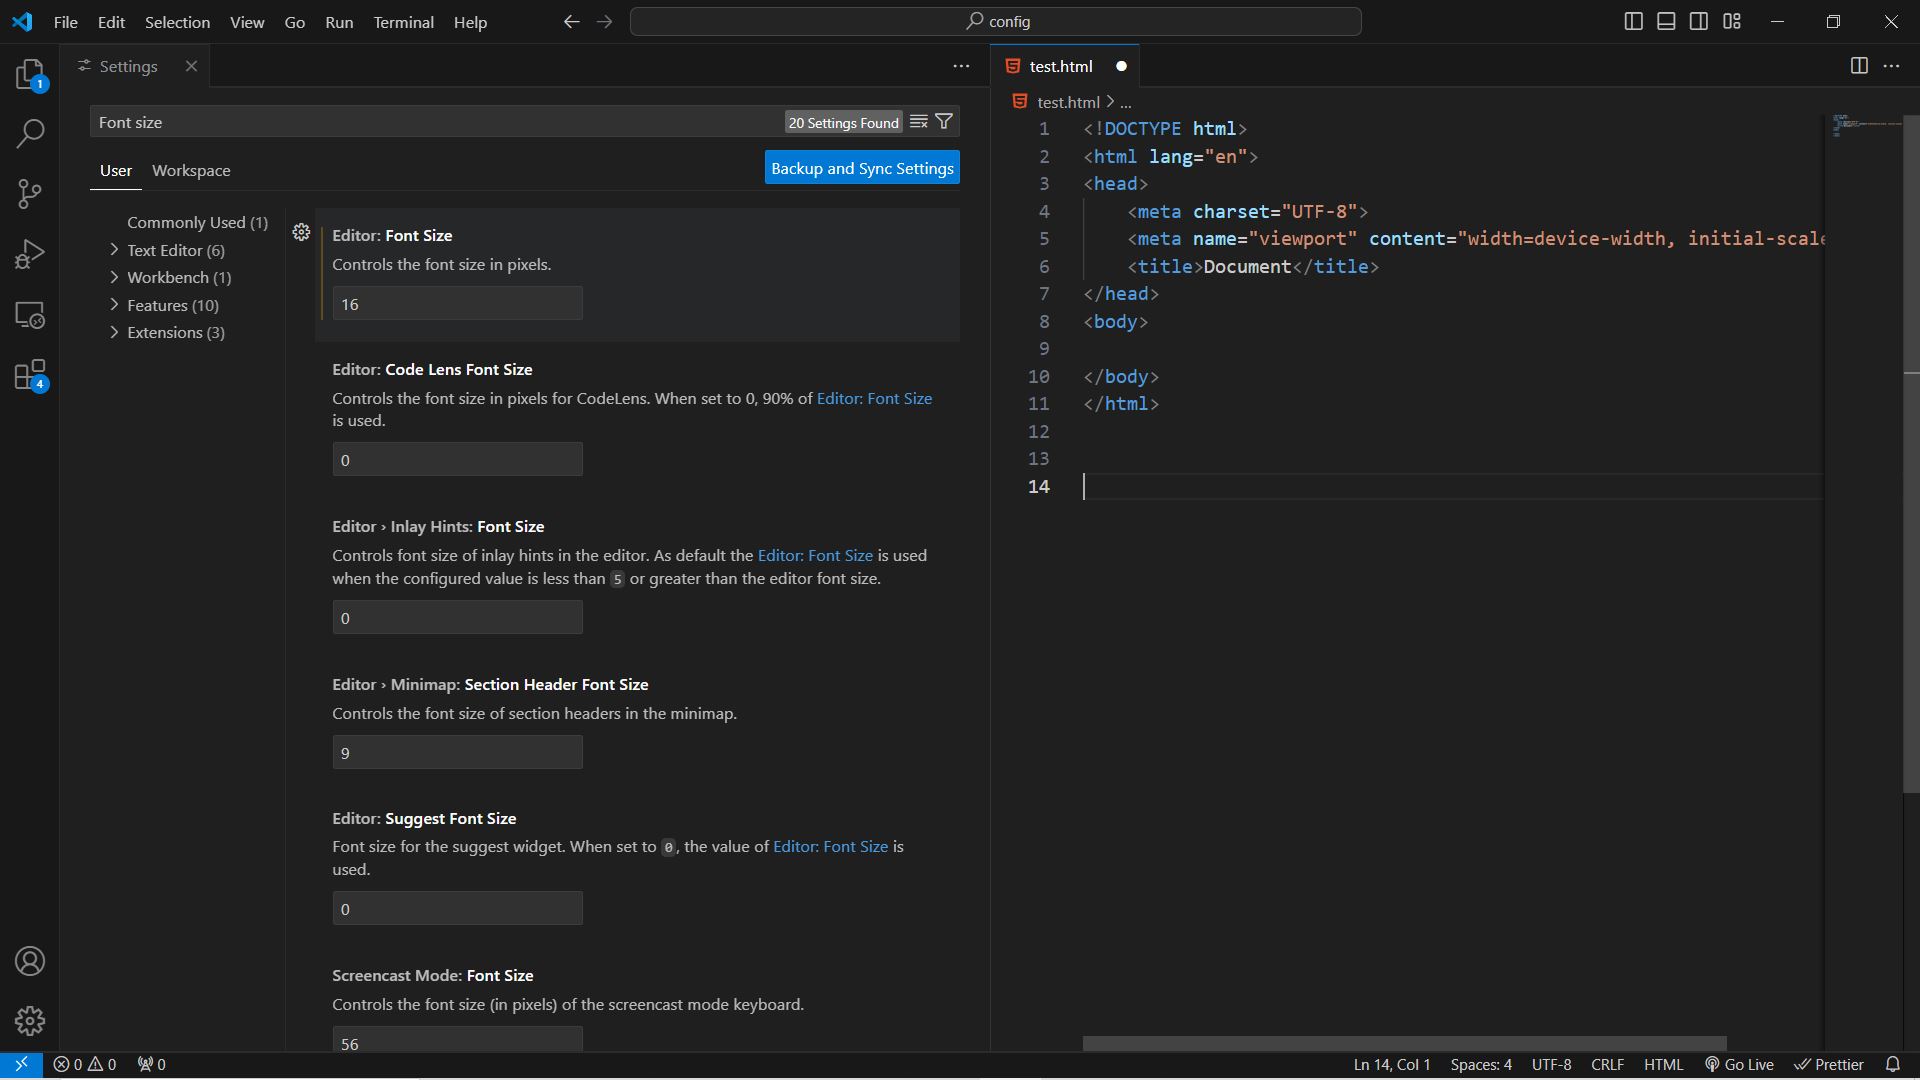 File Edit Selection View Go Run Terminal Help
config
Settings
Font size
20 Settings Found
User Workspace
Backup and Sync Settings
Commonly Used (1)
Text Editor (6)
Workbench (1)
Features (10)
Extensions (3)
Editor: Font Size
Controls the font size in pixels.
16
Editor: Code Lens Font Size
Controls the font size in pixels for CodeLens. When set to 0, 90% of Editor: Font Size
is used.
0
Editor › Inlay Hints: Font Size
Controls font size of inlay hints in the editor. As default the Editor: Font Size is used
when the configured value is less than 5 or greater than the editor font size.
0
Editor › Minimap: Section Header Font Size
Controls the font size of section headers in the minimap.
9
Editor: Suggest Font Size
Font size for the suggest widget. When set to 0, the value of Editor: Font Size is
used.
0
Screencast Mode: Font Size
Controls the font size (in pixels) of the screencast mode keyboard.
56
1
4
test.html
test.html > ...
1 <!DOCTYPE html>
2 <html lang="en">
3 <head>
4 <meta charset="UTF-8">
5 <meta name="viewport" content="width=device-width, initial-scale
6 <title>Document</title>
7 </head>
8 <body>
9
10 </body>
11 </html>
12
13
14
0 0 0
Ln 14, Col 1 Spaces: 4 UTF-8 CRLF HTML Go Live Prettier